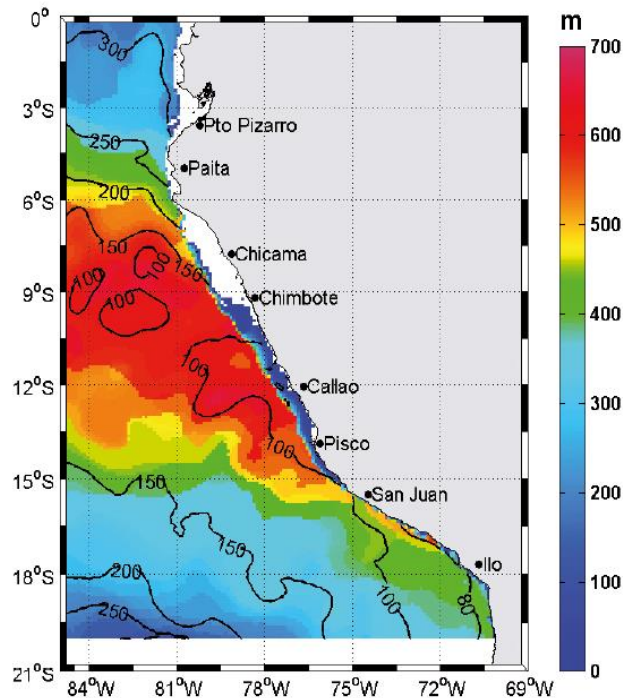 m
0°
3°S
6°S
9°S
12°S
15°S
18°S
21°S
84°W
81°W
78°W
75°W
72°W
69°W
Pto Pizarro
Paita
Chicama
Chimbote
Callao
Pisco
San Juan
Ilo
300
250
200
150
150
100
100
100
100
150
150
200
250
100
80
700
600
500
400
300
200
100
0